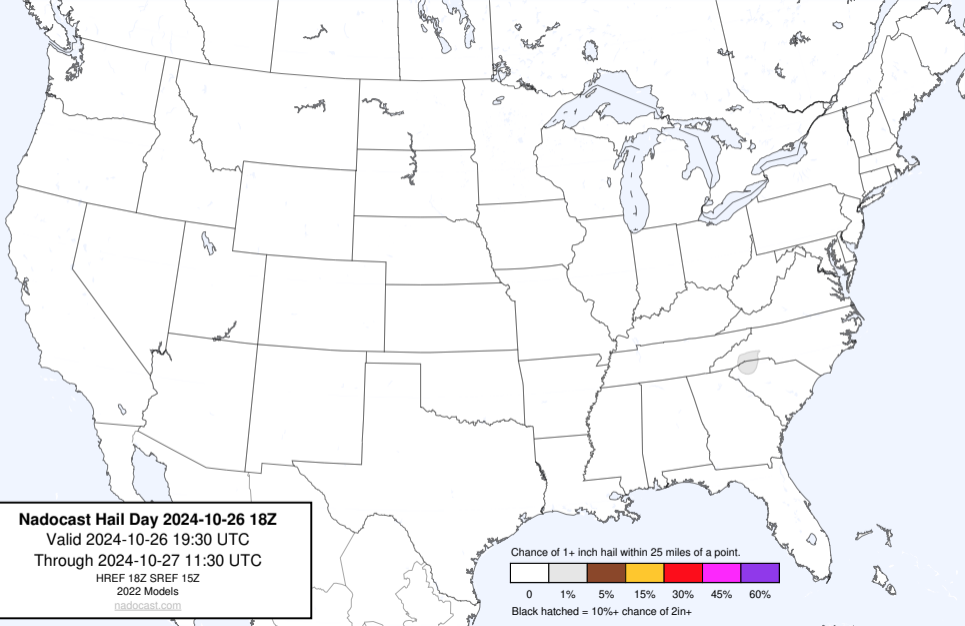 Nadocast Hail Day 2024-10-26 18Z
Valid 2024-10-26 19:30 UTC
Through 2024-10-27 11:30 UTC
HREF 18Z SREF 15Z
2022 Models
nadocast.com
Chance of 1+ inch hail within 25 miles of a point.
0 1% 5% 15% 30% 45% 60%
Black hatched = 10%+ chance of 2in+